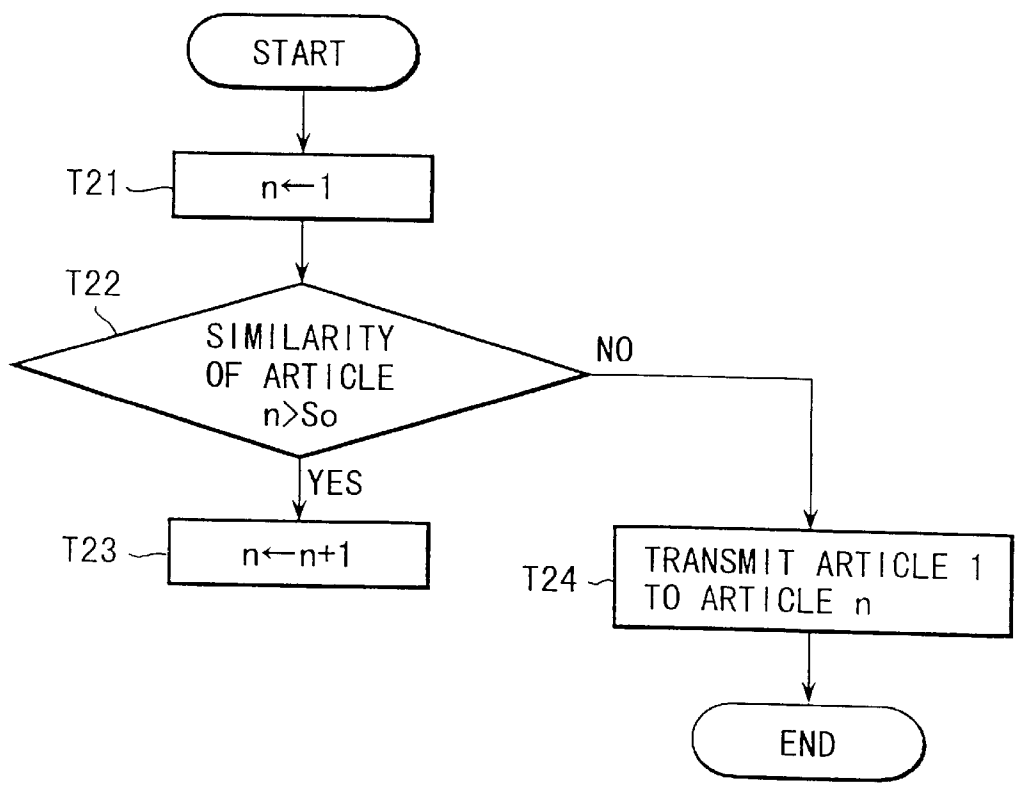 START
T21
n←1
T22
SIMILARITY
OF ARTICLE
n>So
NO
YES
T23
n←n+1
T24
TRANSMIT ARTICLE 1
TO ARTICLE n
END